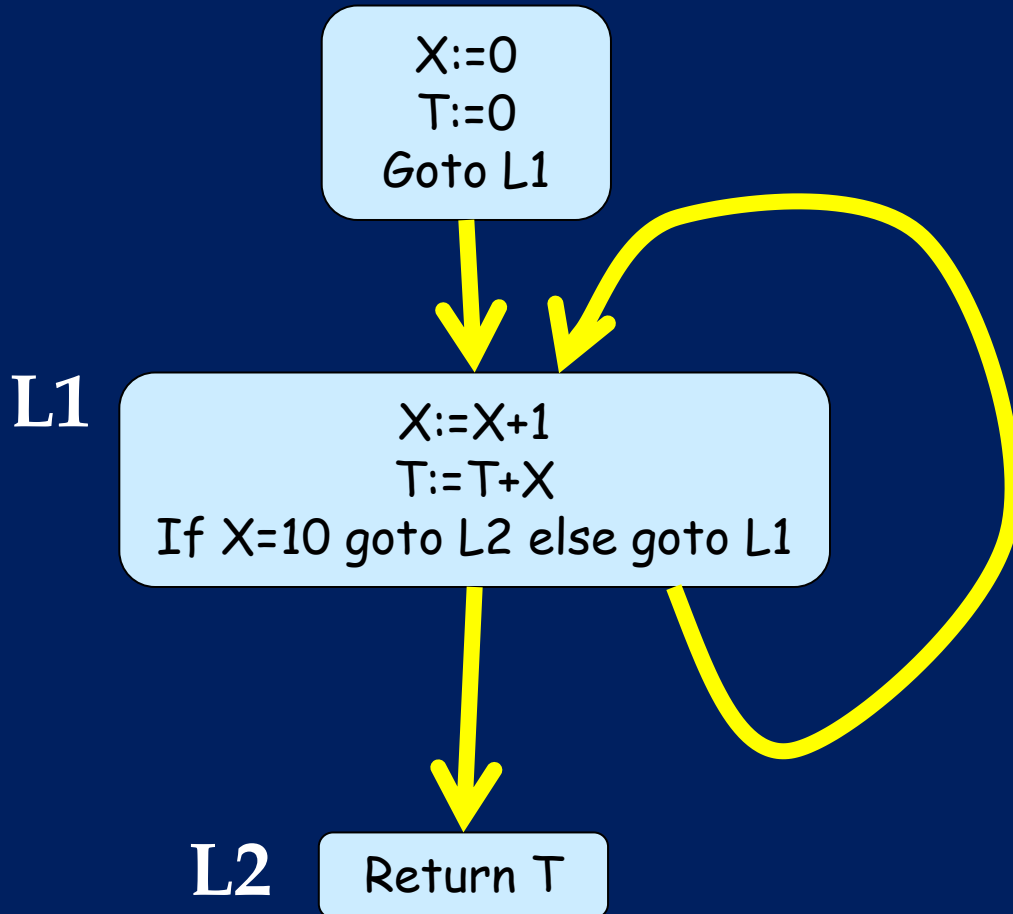 X:=0
T:=0
Goto L1
L1
X:=X+1
T:=T+X
If X=10 goto L2 else goto L1
L2
Return T